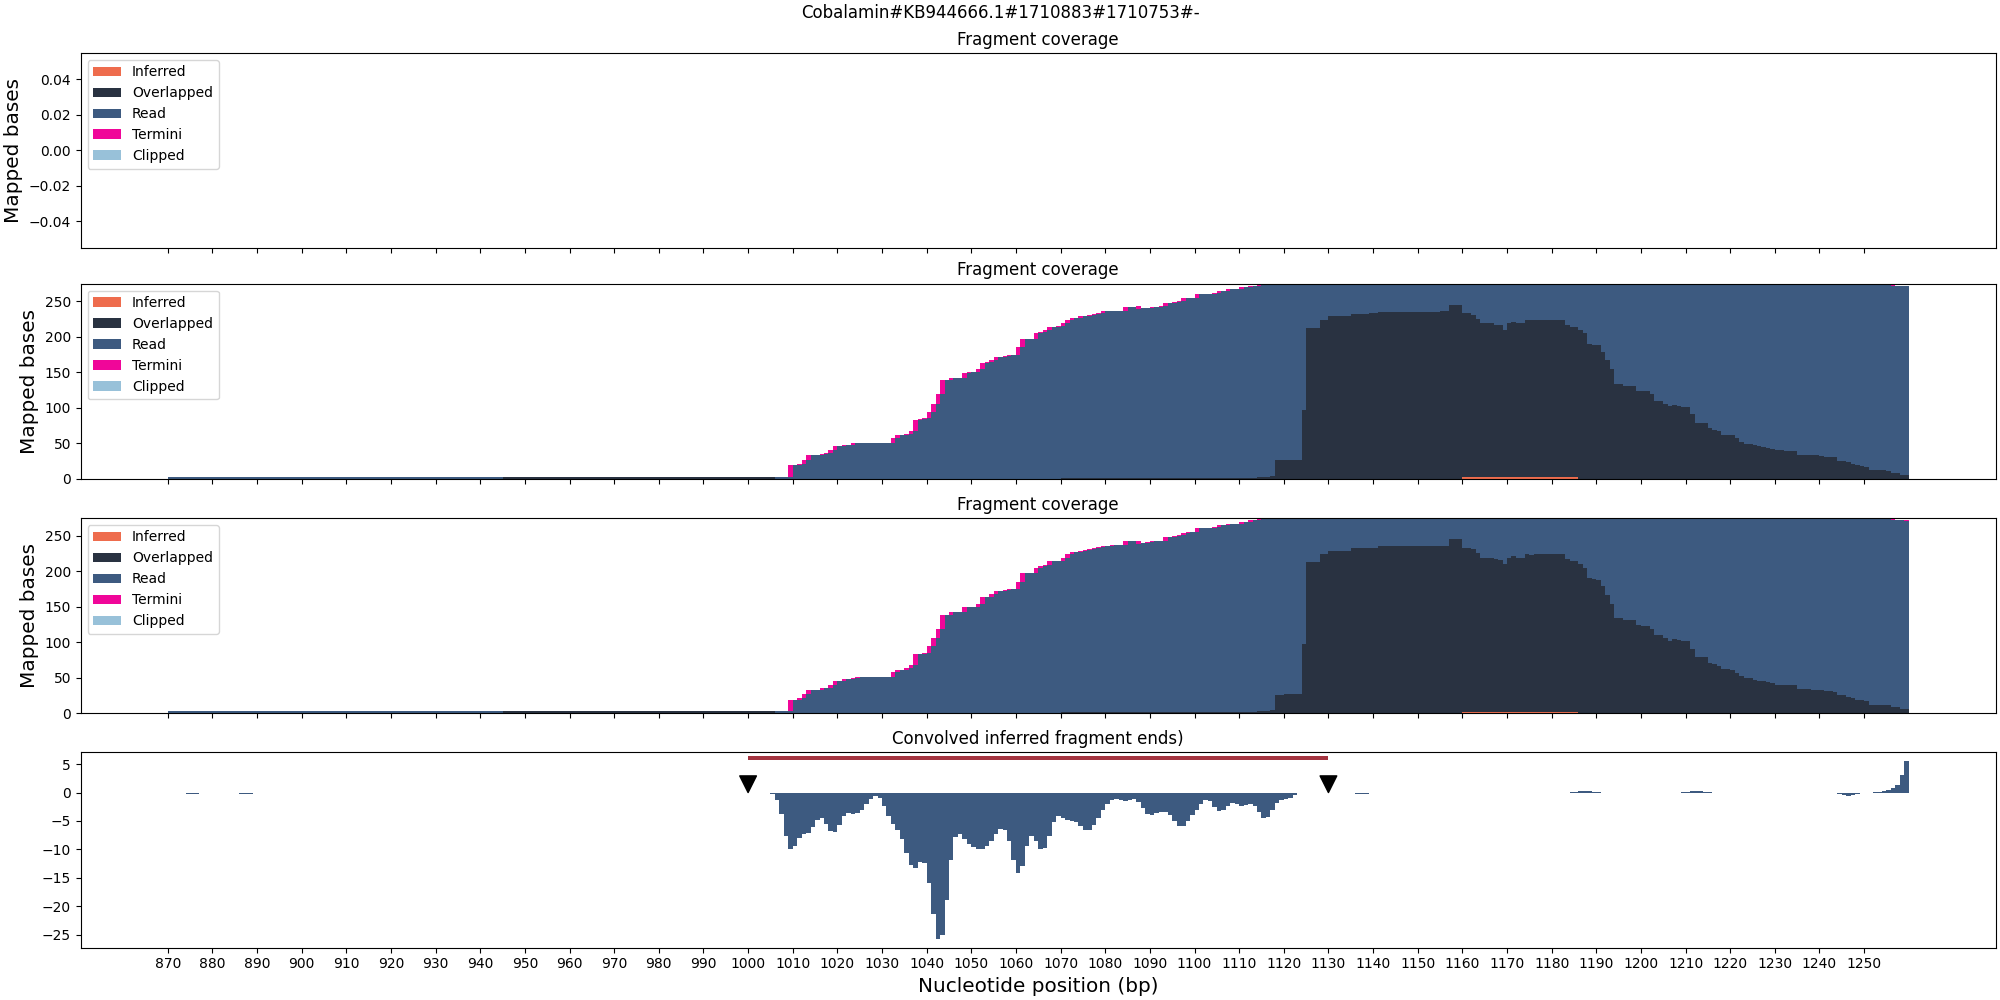 Cobalamin#KB944666.1#1710883#1710753#-
Fragment coverage
Mapped bases
0.04
0.02
0.00
−0.02
−0.04
Inferred
Overlapped
Read
Termini
Clipped
Fragment coverage
Mapped bases
250
200
150
100
50
0
Inferred
Overlapped
Read
Termini
Clipped
Fragment coverage
Mapped bases
250
200
150
100
50
0
Inferred
Overlapped
Read
Termini
Clipped
Convolved inferred fragment ends)
5
0
−5
−10
−15
−20
−25
870 880 890 900 910 920 930 940 950 960 970 980 990 1000 1010 1020 1030 1040 1050 1060 1070 1080 1090 1100 1110 1120 1130 1140 1150 1160 1170 1180 1190 1200 1210 1220 1230 1240 1250
Nucleotide position (bp)